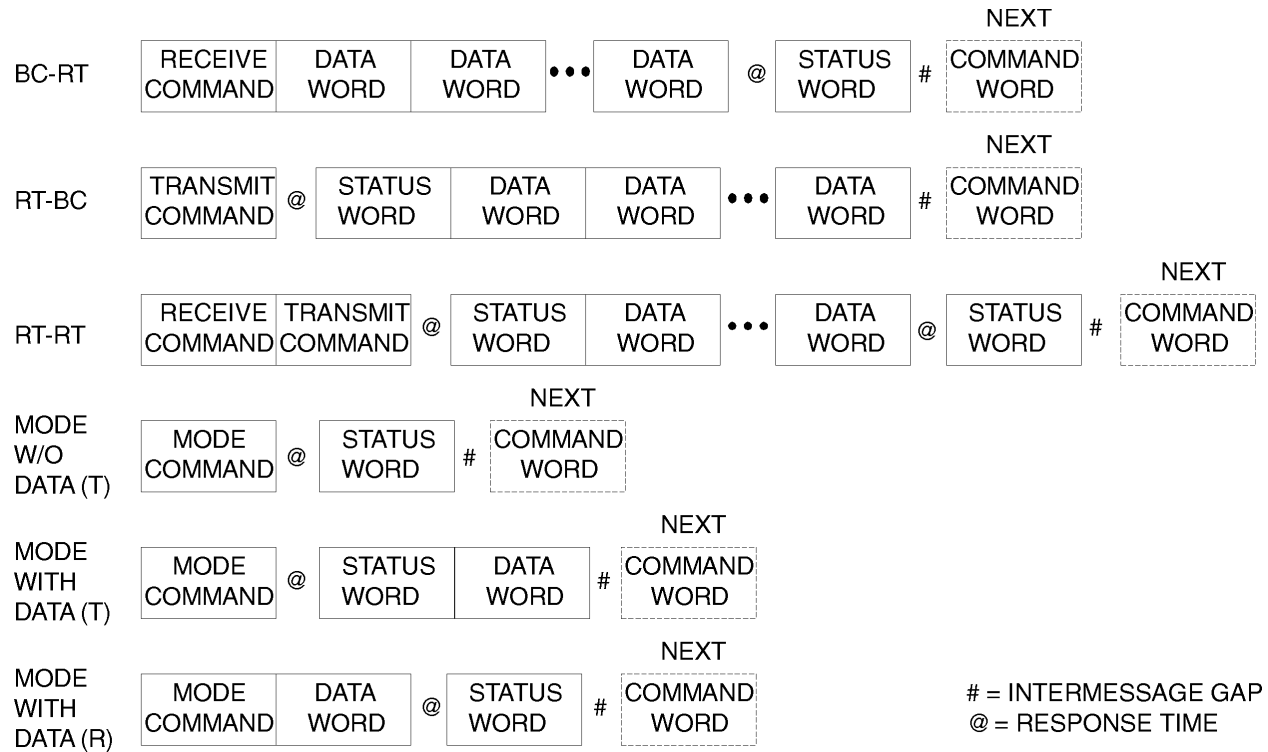 NEXT
BC-RT RECEIVE COMMAND DATA WORD DATA WORD ••• DATA WORD @ STATUS WORD # COMMAND WORD
NEXT
RT-BC TRANSMIT COMMAND @ STATUS WORD DATA WORD DATA WORD ••• DATA WORD # COMMAND WORD
NEXT
RT-RT RECEIVE COMMAND TRANSMIT COMMAND @ STATUS WORD DATA WORD ••• DATA WORD @ STATUS WORD # COMMAND WORD
NEXT
MODE W/O DATA (T) MODE COMMAND @ STATUS WORD # COMMAND WORD
NEXT
MODE WITH DATA (T) MODE COMMAND @ STATUS WORD DATA WORD # COMMAND WORD
NEXT
MODE WITH DATA (R) MODE COMMAND DATA WORD @ STATUS WORD # COMMAND WORD
# = INTERMESSAGE GAP
@ = RESPONSE TIME